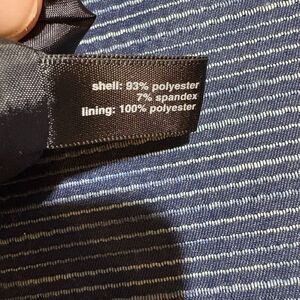 shell: 93% polyester
7% spandex
lining: 100% polyester